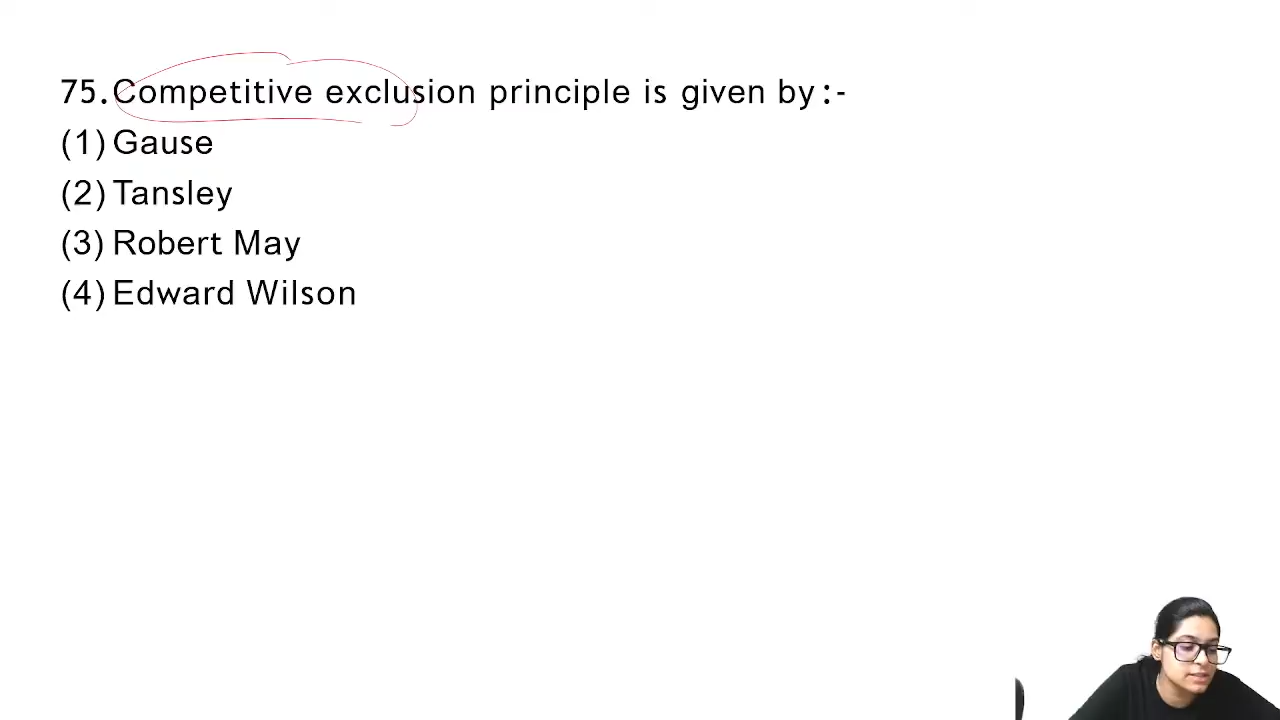 75. Competitive exclusion principle is given by :-
(1) Gause
(2) Tansley
(3) Robert May
(4) Edward Wilson